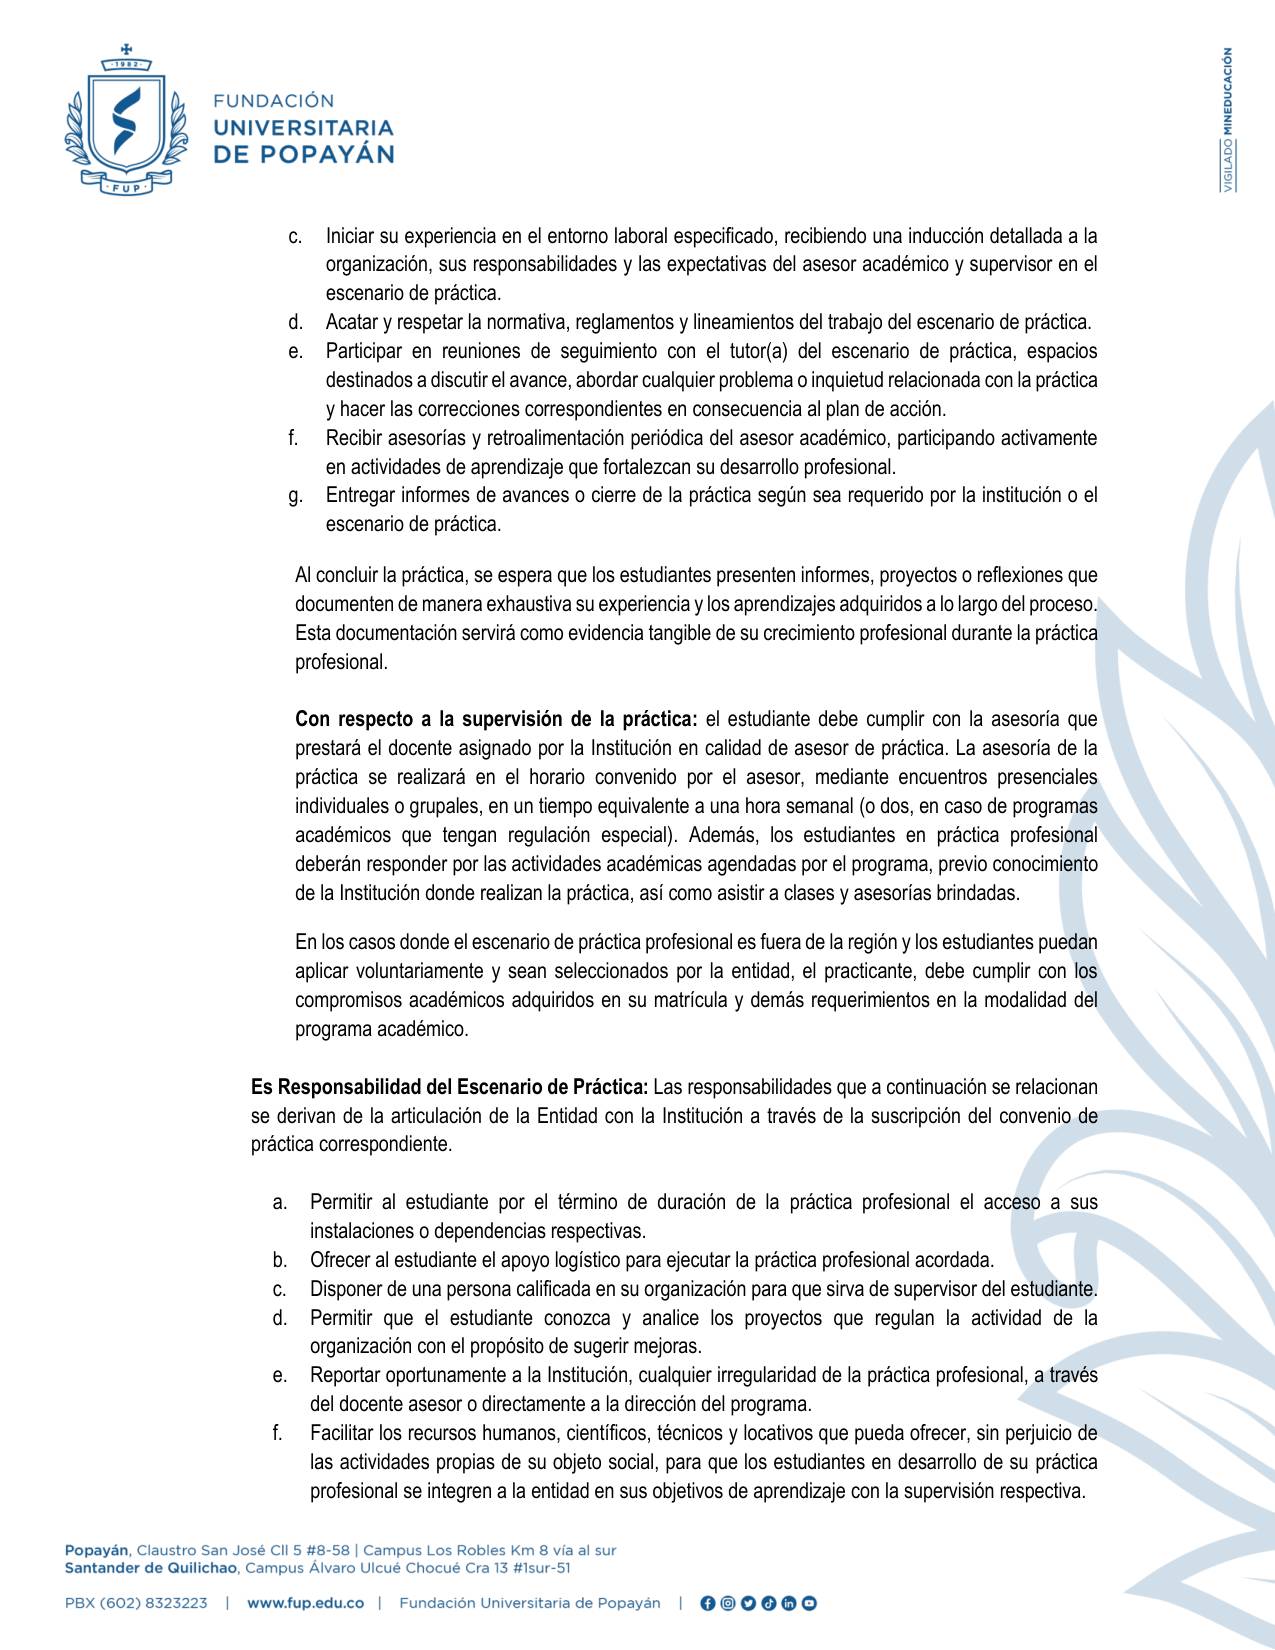 1982
FUP
FUNDACIÓN
UNIVERSITARIA
DE POPAYÁN
VIGILADO MINEDUCACIÓN
c. Iniciar su experiencia en el entorno laboral especificado, recibiendo una inducción detallada a la
organización, sus responsabilidades y las expectativas del asesor académico y supervisor en el
escenario de práctica.
d. Acatar y respetar la normativa, reglamentos y lineamientos del trabajo del escenario de práctica.
e. Participar en reuniones de seguimiento con el tutor(a) del escenario de práctica, espacios
destinados a discutir el avance, abordar cualquier problema o inquietud relacionada con la práctica
y hacer las correcciones correspondientes en consecuencia al plan de acción.
f. Recibir asesorías y retroalimentación periódica del asesor académico, participando activamente
en actividades de aprendizaje que fortalezcan su desarrollo profesional.
g. Entregar informes de avances o cierre de la práctica según sea requerido por la institución o el
escenario de práctica.
Al concluir la práctica, se espera que los estudiantes presenten informes, proyectos o reflexiones que
documenten de manera exhaustiva su experiencia y los aprendizajes adquiridos a lo largo del proceso.
Esta documentación servirá como evidencia tangible de su crecimiento profesional durante la práctica
profesional.
Con respecto a la supervisión de la práctica: el estudiante debe cumplir con la asesoría que
prestará el docente asignado por la Institución en calidad de asesor de práctica. La asesoría de la
práctica se realizará en el horario convenido por el asesor, mediante encuentros presenciales
individuales o grupales, en un tiempo equivalente a una hora semanal (o dos, en caso de programas
académicos que tengan regulación especial). Además, los estudiantes en práctica profesional
deberán responder por las actividades académicas agendadas por el programa, previo conocimiento
de la Institución donde realizan la práctica, así como asistir a clases y asesorías brindadas.
En los casos donde el escenario de práctica profesional es fuera de la región y los estudiantes puedan
aplicar voluntariamente y sean seleccionados por la entidad, el practicante, debe cumplir con los
compromisos académicos adquiridos en su matrícula y demás requerimientos en la modalidad del
programa académico.
Es Responsabilidad del Escenario de Práctica: Las responsabilidades que a continuación se relacionan
se derivan de la articulación de la Entidad con la Institución a través de la suscripción del convenio de
práctica correspondiente.
a. Permitir al estudiante por el término de duración de la práctica profesional el acceso a sus
instalaciones o dependencias respectivas.
b. Ofrecer al estudiante el apoyo logístico para ejecutar la práctica profesional acordada.
c. Disponer de una persona calificada en su organización para que sirva de supervisor del estudiante.
d. Permitir que el estudiante conozca y analice los proyectos que regulan la actividad de la
organización con el propósito de sugerir mejoras.
e. Reportar oportunamente a la Institución, cualquier irregularidad de la práctica profesional, a través
del docente asesor o directamente a la dirección del programa.
f. Facilitar los recursos humanos, científicos, técnicos y locativos que pueda ofrecer, sin perjuicio de
las actividades propias de su objeto social, para que los estudiantes en desarrollo de su práctica
profesional se integren a la entidad en sus objetivos de aprendizaje con la supervisión respectiva.
Popayán, Claustro San José Cll 5 #8-58 | Campus Los Robles Km 8 vía al sur
Santander de Quilichao, Campus Álvaro Ulcué Chocué Cra 13 #1sur-51
PBX (602) 8323223 | www.fup.edu.co | Fundación Universitaria de Popayán |